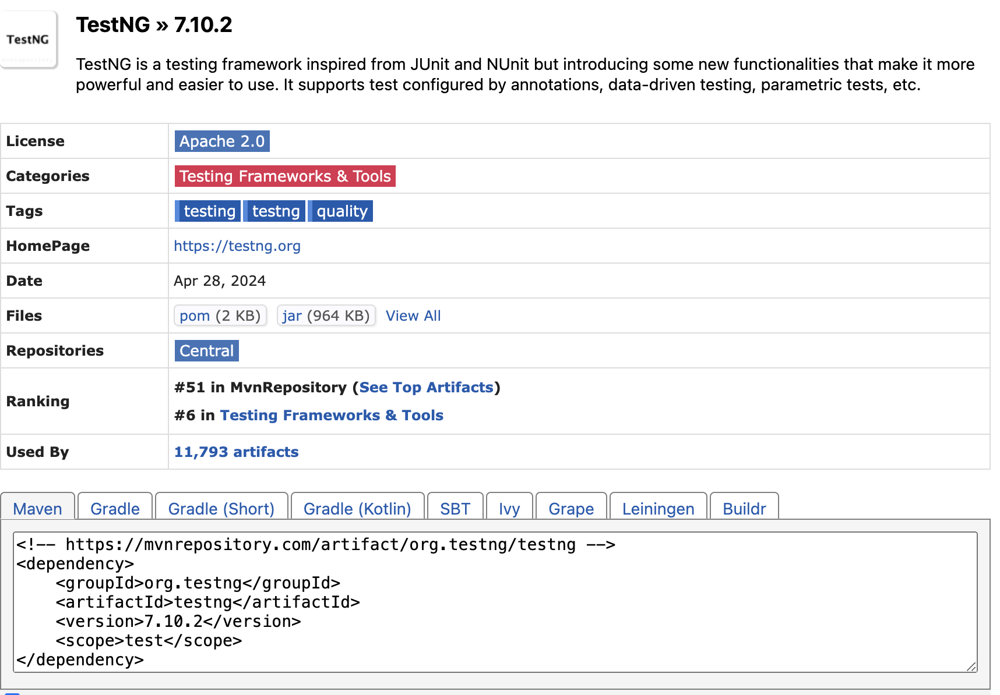 TestNG
TestNG » 7.10.2
TestNG is a testing framework inspired from JUnit and NUnit but introducing some new functionalities that make it more
powerful and easier to use. It supports test configured by annotations, data-driven testing, parametric tests, etc.
License Apache 2.0
Categories Testing Frameworks & Tools
Tags testing testng quality
HomePage https://testng.org
Date Apr 28, 2024
Files pom (2 KB) jar (964 KB) View All
Repositories Central
Ranking #51 in MvnRepository (See Top Artifacts)
#6 in Testing Frameworks & Tools
Used By 11,793 artifacts
Maven Gradle Gradle (Short) Gradle (Kotlin) SBT Ivy Grape Leiningen Buildr
<!-- https://mvnrepository.com/artifact/org.testng/testng -->
<dependency>
    <groupId>org.testng</groupId>
    <artifactId>testng</artifactId>
    <version>7.10.2</version>
    <scope>test</scope>
</dependency>